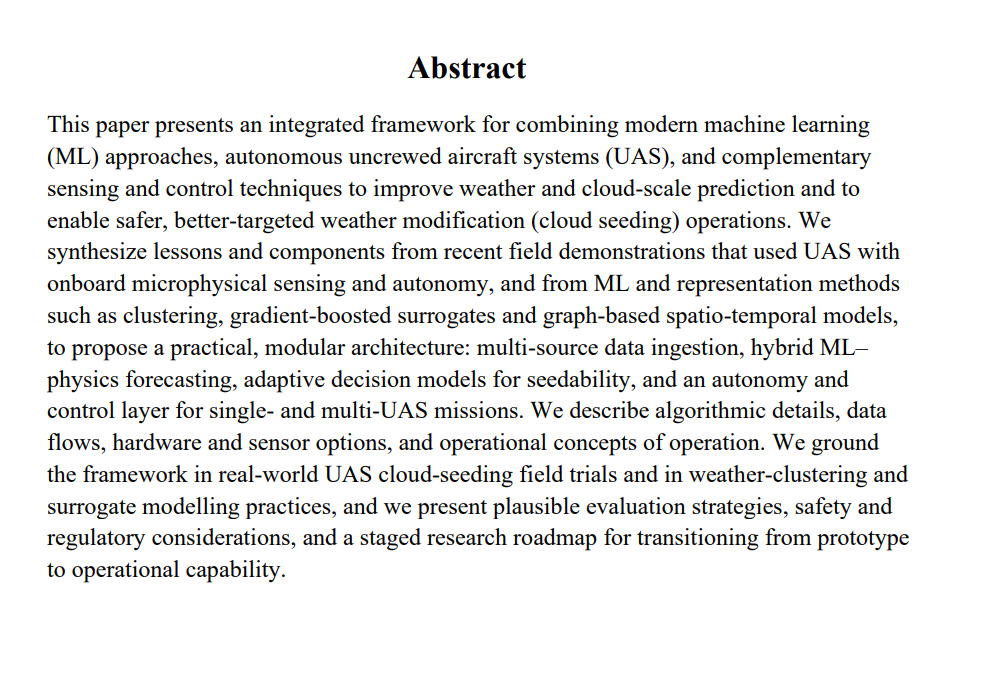 Abstract
This paper presents an integrated framework for combining modern machine learning
(ML) approaches, autonomous uncrewed aircraft systems (UAS), and complementary
sensing and control techniques to improve weather and cloud-scale prediction and to
enable safer, better-targeted weather modification (cloud seeding) operations. We
synthesize lessons and components from recent field demonstrations that used UAS with
onboard microphysical sensing and autonomy, and from ML and representation methods
such as clustering, gradient-boosted surrogates and graph-based spatio-temporal models,
to propose a practical, modular architecture: multi-source data ingestion, hybrid ML–
physics forecasting, adaptive decision models for seedability, and an autonomy and
control layer for single- and multi-UAS missions. We describe algorithmic details, data
flows, hardware and sensor options, and operational concepts of operation. We ground
the framework in real-world UAS cloud-seeding field trials and in weather-clustering and
surrogate modelling practices, and we present plausible evaluation strategies, safety and
regulatory considerations, and a staged research roadmap for transitioning from prototype
to operational capability.